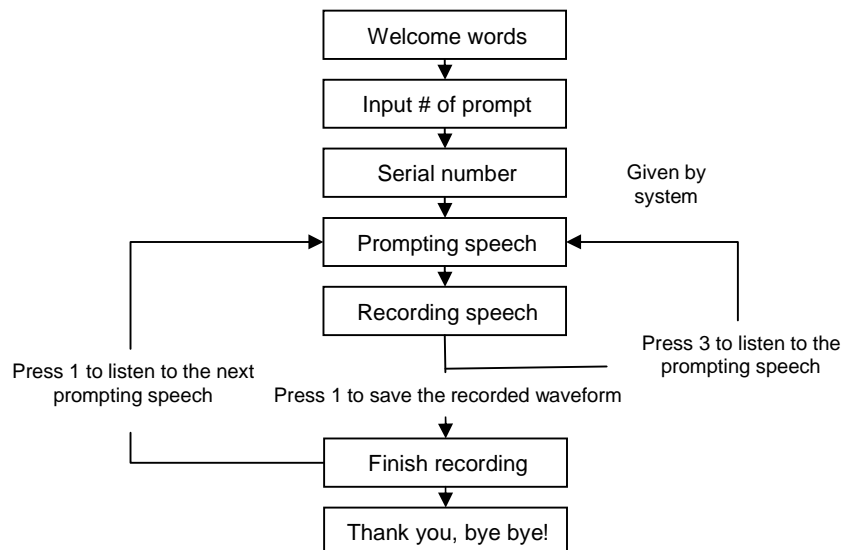 Welcome words
Input # of prompt
Serial number
Given by
system
Prompting speech
Recording speech
Press 3 to listen to the
prompting speech
Press 1 to listen to the next
prompting speech
Press 1 to save the recorded waveform
Finish recording
Thank you, bye bye!